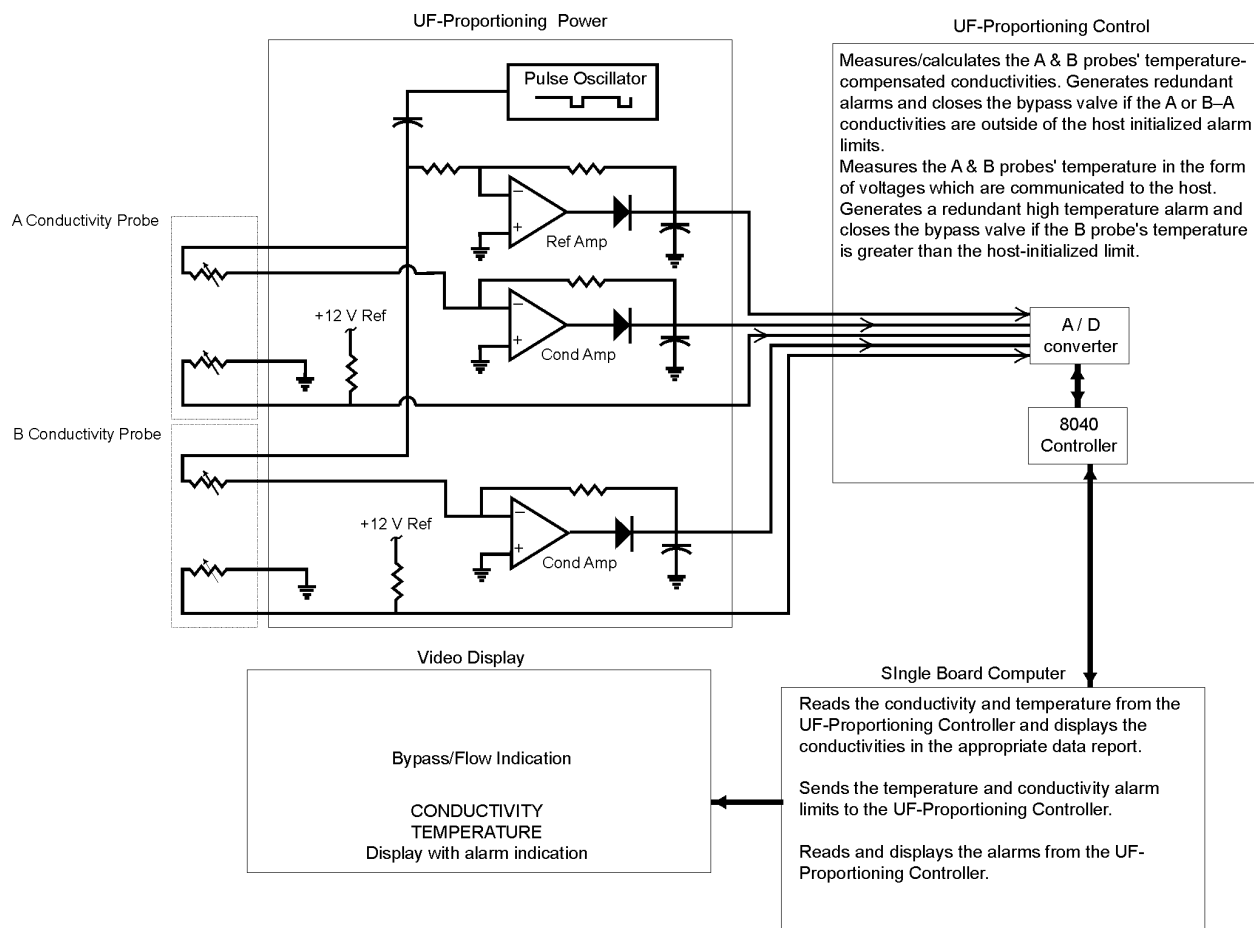 UF-Proportioning Power
UF-Proportioning Control
Pulse Oscillator
Measures/calculates the A & B probes' temperature-
compensated conductivities. Generates redundant
alarms and closes the bypass valve if the A or B–A
conductivities are outside of the host initialized alarm
limits.
Measures the A & B probes' temperature in the form
of voltages which are communicated to the host.
Generates a redundant high temperature alarm and
closes the bypass valve if the B probe's temperature
is greater than the host-initialized limit.
A Conductivity Probe
−
+
Ref Amp
+12 V Ref
−
+
Cond Amp
A / D
converter
8040
Controller
B Conductivity Probe
+12 V Ref
−
+
Cond Amp
Video Display
Bypass/Flow Indication
CONDUCTIVITY
TEMPERATURE
Display with alarm indication
SIngle Board Computer
Reads the conductivity and temperature from the
UF-Proportioning Controller and displays the
conductivities in the appropriate data report.
Sends the temperature and conductivity alarm
limits to the UF-Proportioning Controller.
Reads and displays the alarms from the UF-
Proportioning Controller.